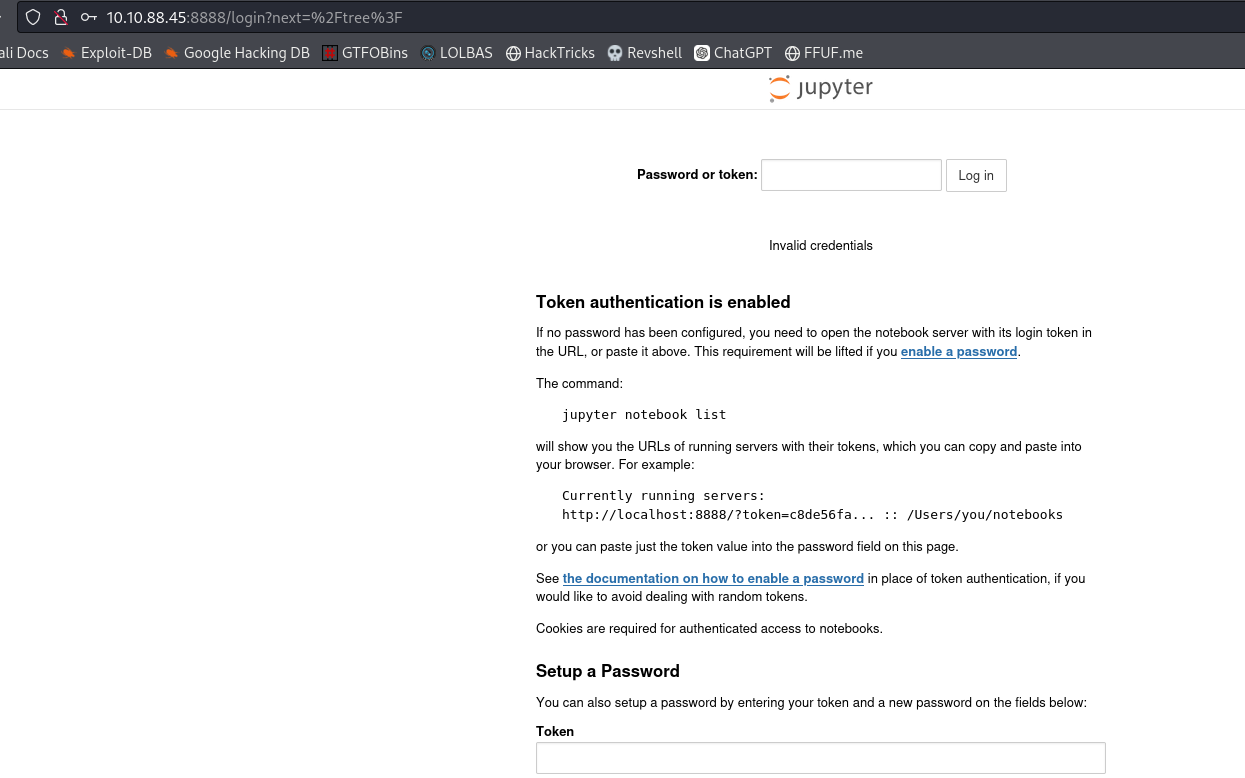 10.10.88.45:8888/login?next=%2Ftree%3F
ali Docs Exploit-DB Google Hacking DB GTFOBins LOLBAS HackTricks Revshell ChatGPT FFUF.me
jupyter
Password or token: Log in
Invalid credentials
Token authentication is enabled
If no password has been configured, you need to open the notebook server with its login token in
the URL, or paste it above. This requirement will be lifted if you enable a password.
The command:
jupyter notebook list
will show you the URLs of running servers with their tokens, which you can copy and paste into
your browser. For example:
Currently running servers:
http://localhost:8888/?token=c8de56fa... :: /Users/you/notebooks
or you can paste just the token value into the password field on this page.
See the documentation on how to enable a password in place of token authentication, if you
would like to avoid dealing with random tokens.
Cookies are required for authenticated access to notebooks.
Setup a Password
You can also setup a password by entering your token and a new password on the fields below:
Token